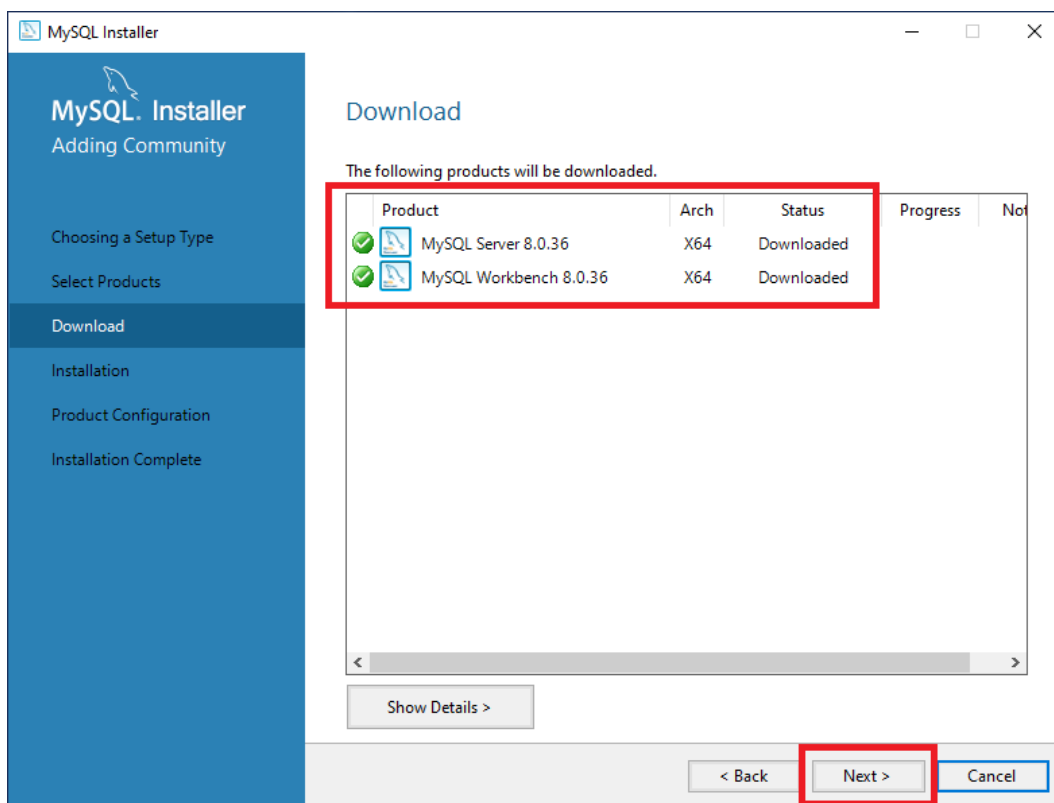 MySQL Installer
MySQL. Installer
Adding Community
Choosing a Setup Type
Select Products
Download
Installation
Product Configuration
Installation Complete
Download
The following products will be downloaded.
Product Arch Status Progress Not
MySQL Server 8.0.36 X64 Downloaded
MySQL Workbench 8.0.36 X64 Downloaded
Show Details >
< Back Next > Cancel